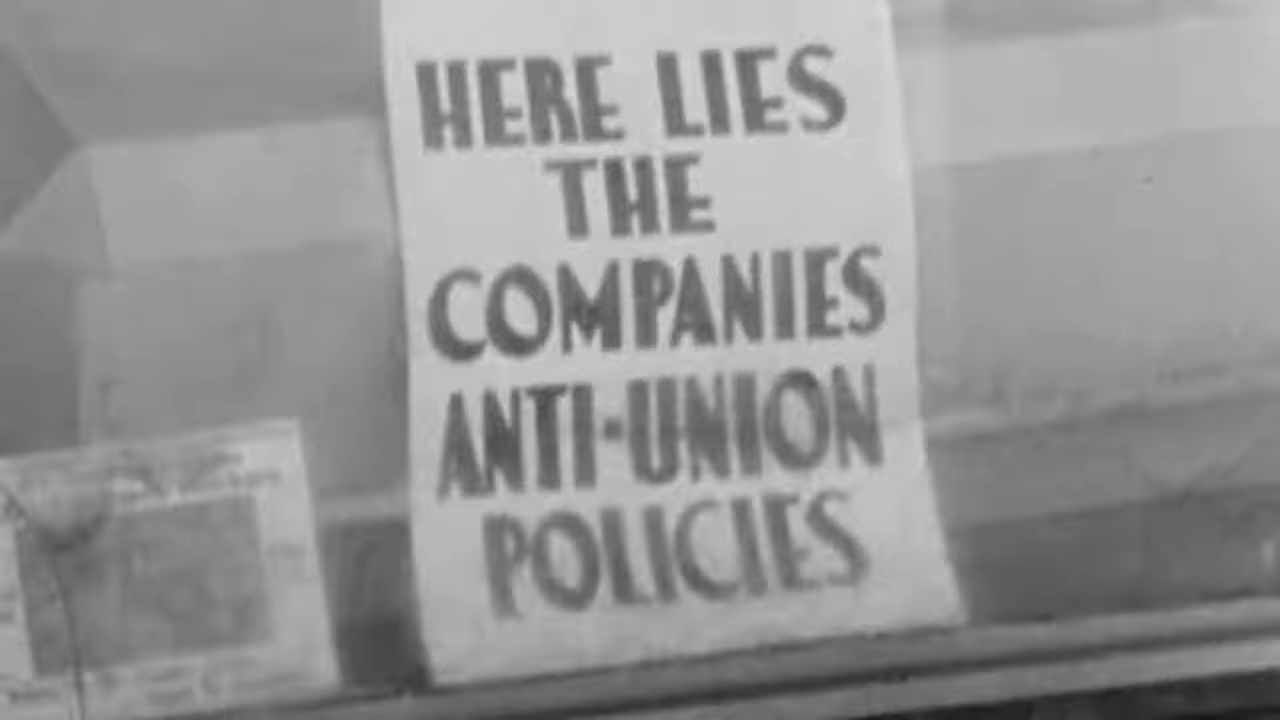 HERE LIES
THE
COMPANIES
ANTI-UNION
POLICIES